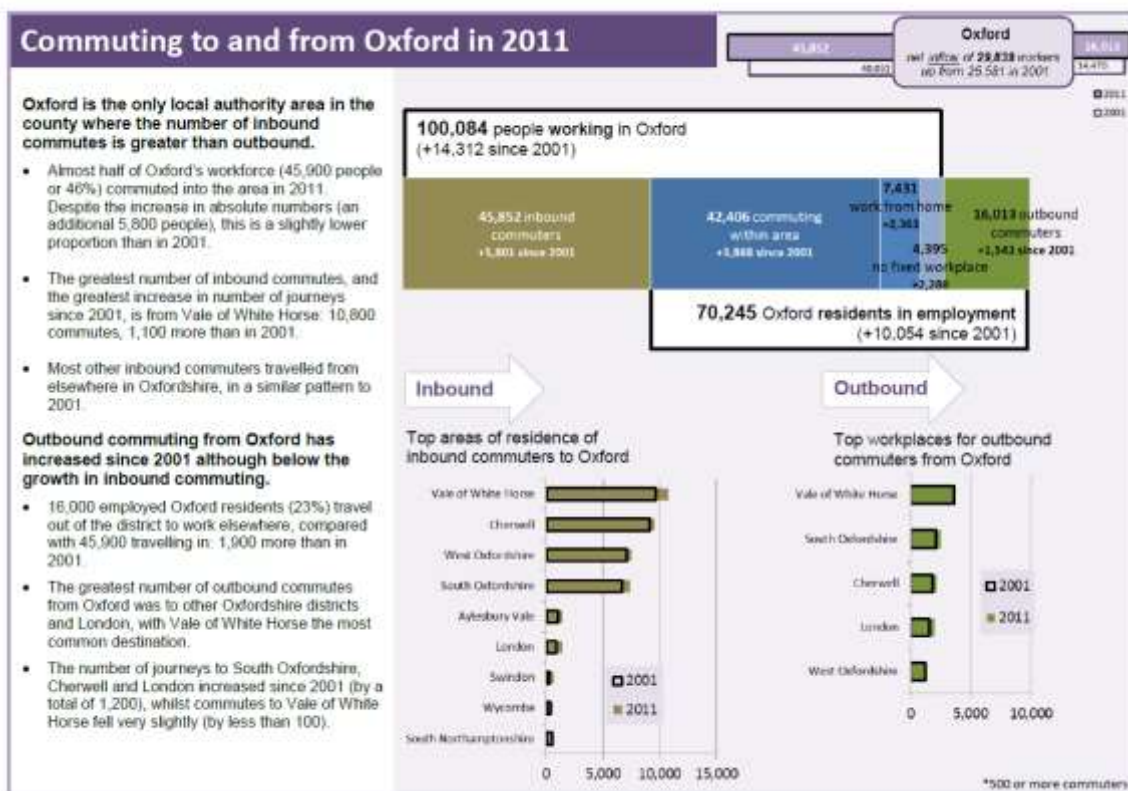 Commuting to and from Oxford in 2011
45,852
Oxford
net inflow of 29,839 workers
up from 25,581 in 2001
16,013
14,470
2011
2001
Oxford is the only local authority area in the
county where the number of inbound
commutes is greater than outbound.
• Almost half of Oxford's workforce (45,900 people
or 46%) commuted into the area in 2011.
Despite the increase in absolute numbers (an
additional 5,800 people), this is a slightly lower
proportion than in 2001.
• The greatest number of inbound commutes, and
the greatest increase in number of journeys
since 2001, is from Vale of White Horse: 10,800
commutes, 1,100 more than in 2001.
• Most other inbound commuters travelled from
elsewhere in Oxfordshire, in a similar pattern to
2001.
Outbound commuting from Oxford has
increased since 2001 although below the
growth in inbound commuting.
• 16,000 employed Oxford residents (23%) travel
out of the district to work elsewhere, compared
with 45,900 travelling in: 1,900 more than in
2001.
• The greatest number of outbound commutes
from Oxford was to other Oxfordshire districts
and London, with Vale of White Horse the most
common destination.
• The number of journeys to South Oxfordshire,
Cherwell and London increased since 2001 (by a
total of 1,200), whilst commutes to Vale of White
Horse fell very slightly (by less than 100).
100,084 people working in Oxford
(+14,312 since 2001)
45,852 inbound
commuters
+5,801 since 2001
42,406 commuting
within area
since 2001
7,431
work from home
4,395
no fixed workplace
16,013 outbound
commuters
+1,543 since 2001
70,245 Oxford residents in employment
(+10,054 since 2001)
Inbound
Top areas of residence of
inbound commuters to Oxford
Vale of White Horse
Cherwell
West Oxfordshire
South Oxfordshire
Aylesbury Vale
London
Swindon
Wycombe
South Northamptonshire
2001
2011
0 5,000 10,000 15,000
Outbound
Top workplaces for outbound
commuters from Oxford
Vale of White Horse
South Oxfordshire
Cherwell
London
West Oxfordshire
2001
2011
0 5,000 10,000
*500 or more commuters